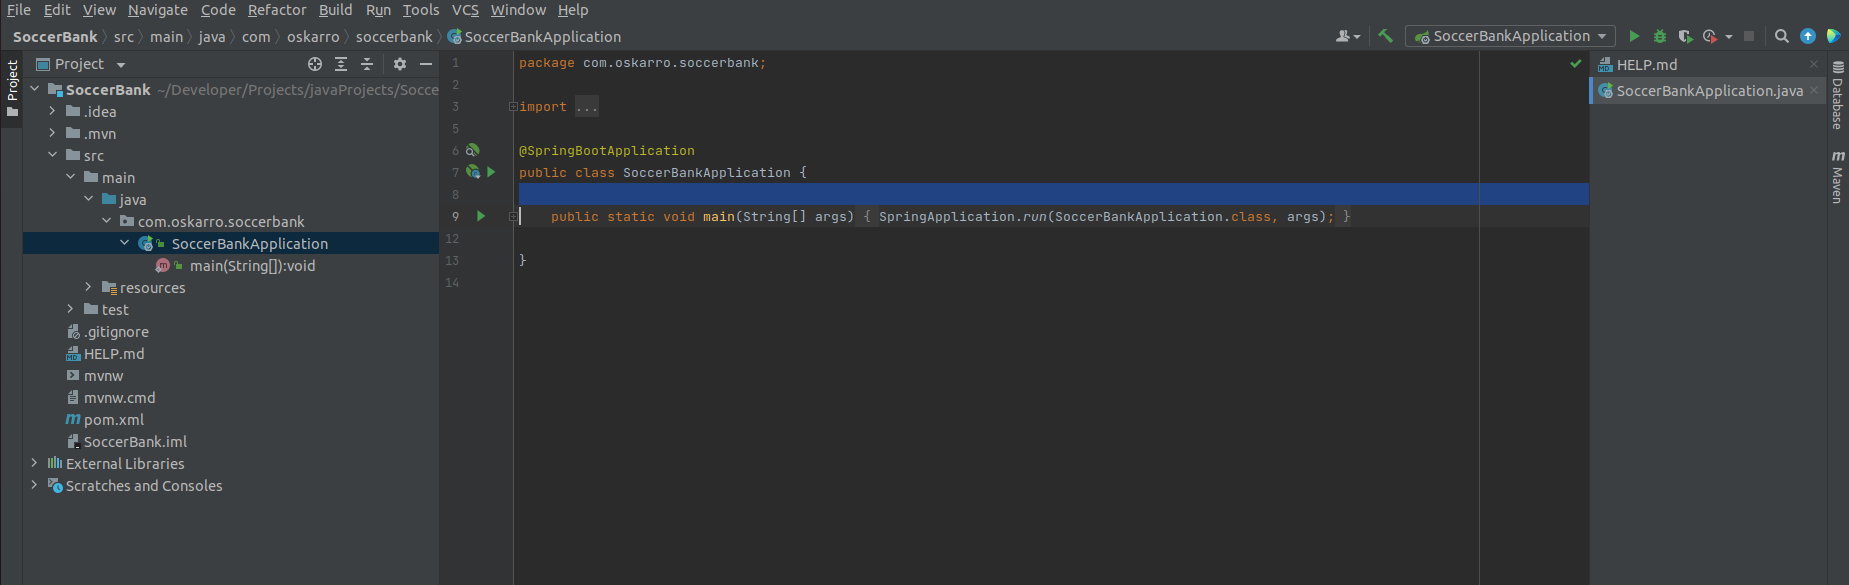 File Edit View Navigate Code Refactor Build Run Tools VCS Window Help
SoccerBank src main java com oskarro soccerbank SoccerBankApplication
SoccerBankApplication
Project
Project
SoccerBank ~/Developer/Projects/javaProjects/Socce
.idea
.mvn
src
main
java
com.oskarro.soccerbank
SoccerBankApplication
main(String[]):void
resources
test
.gitignore
HELP.md
mvnw
mvnw.cmd
pom.xml
SoccerBank.iml
External Libraries
Scratches and Consoles
1 package com.oskarro.soccerbank;
2
3 import ...
5
6 @SpringBootApplication
7 public class SoccerBankApplication {
8
9 public static void main(String[] args) { SpringApplication.run(SoccerBankApplication.class, args); }
12
13 }
14
HELP.md
SoccerBankApplication.java
Database
Maven